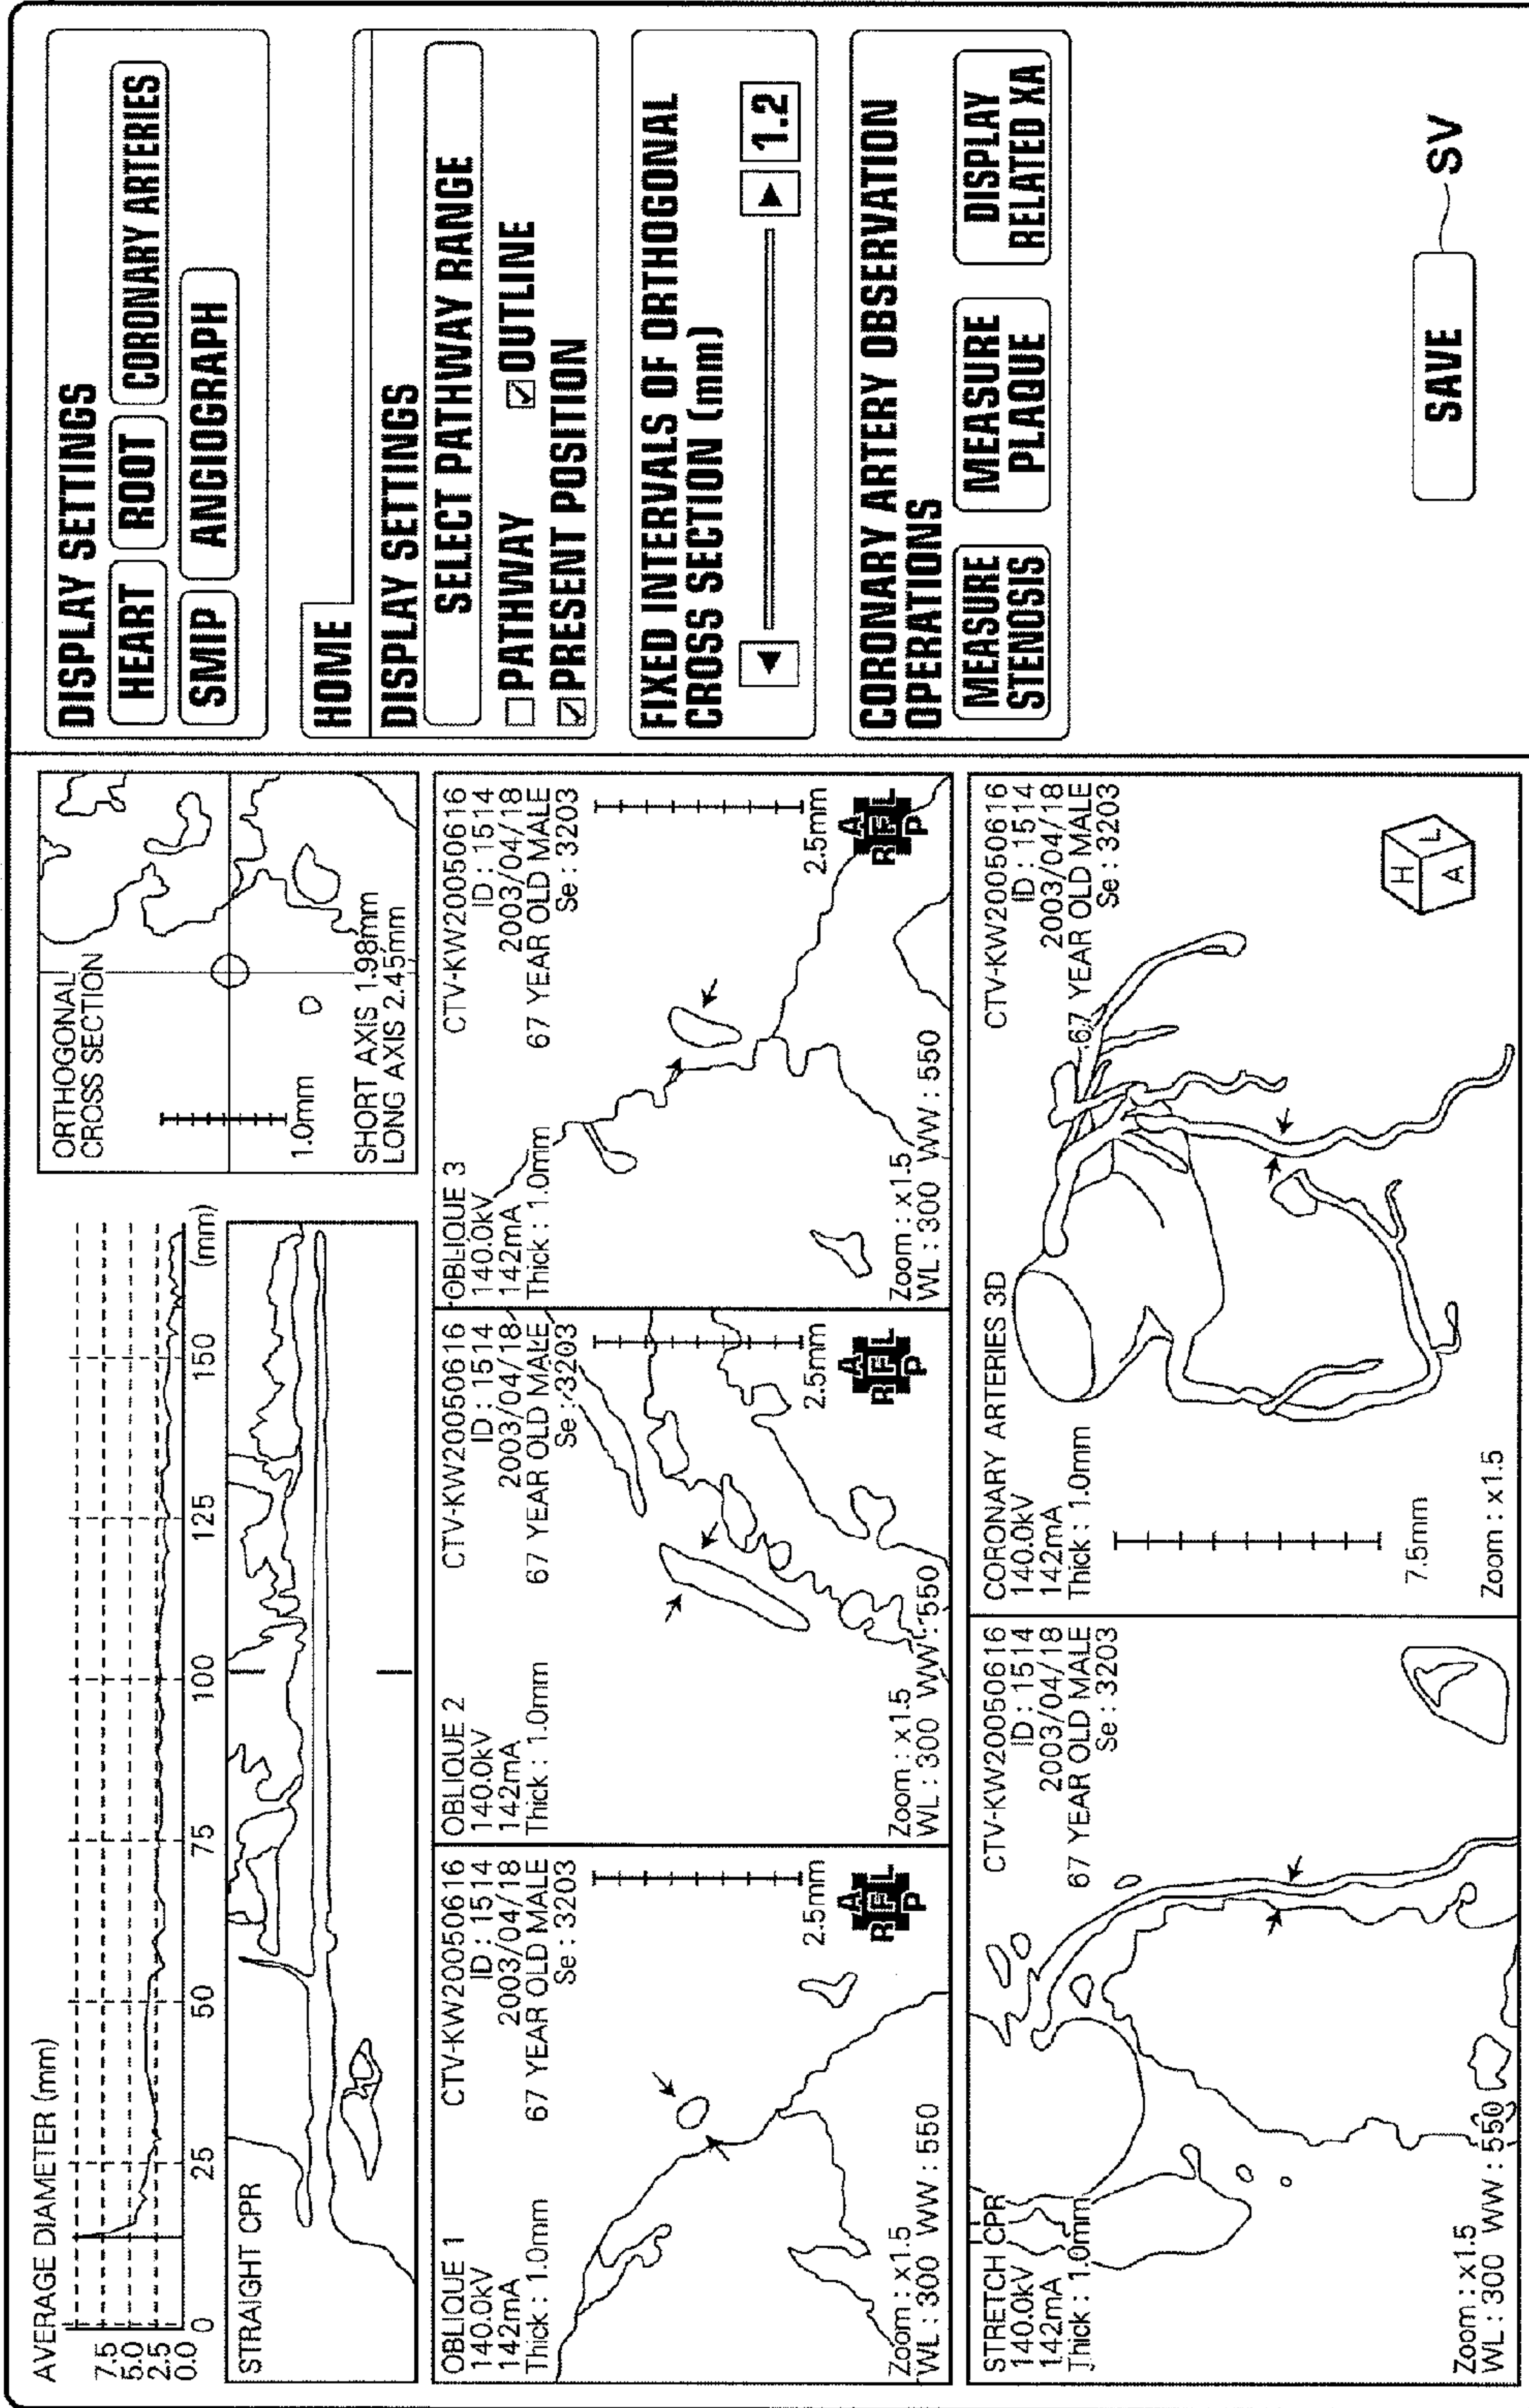 AVERAGE DIAMETER (mm)
7.5
5.0
2.5
0.0
0 25 50 75 100 125 150 (mm)
STRAIGHT CPR
ORTHOGONAL
CROSS SECTION
1.0mm
SHORT AXIS 1.98mm
LONG AXIS 2.45mm
OBLIQUE 1 CTV-KW20050616
140.0kV ID : 1514
142mA 2003/04/18
Thick : 1.0mm 67 YEAR OLD MALE
Se : 3203
2.5mm
A
R F L
P
Zoom : x1.5
WL : 300 WW : 550
OBLIQUE 2 CTV-KW20050616
140.0kV ID : 1514
142mA 2003/04/18
Thick : 1.0mm 67 YEAR OLD MALE
Se : 3203
2.5mm
A
R F L
P
Zoom : x1.5
WL : 300 WW : 550
OBLIQUE 3 CTV-KW20050616
140.0kV ID : 1514
142mA 2003/04/18
Thick : 1.0mm 67 YEAR OLD MALE
Se : 3203
2.5mm
A
R F L
P
Zoom : x1.5
WL : 300 WW : 550
STRETCH CPR CTV-KW20050616
140.0kV ID : 1514
142mA 2003/04/18
Thick : 1.0mm 67 YEAR OLD MALE
Se : 3203
Zoom : x1.5
WL : 300 WW : 550
CORONARY ARTERIES 3D CTV-KW20050616
140.0kV ID : 1514
142mA 2003/04/18
Thick : 1.0mm 67 YEAR OLD MALE
Se : 3203
7.5mm
H
A L
Zoom : x1.5
DISPLAY SETTINGS
HEART ROOT CORONARY ARTERIES
SMIP ANGIOGRAPH
HOME
DISPLAY SETTINGS
SELECT PATHWAY RANGE
PATHWAY OUTLINE
PRESENT POSITION
FIXED INTERVALS OF ORTHOGONAL
CROSS SECTION (mm)
1.2
CORONARY ARTERY OBSERVATION
OPERATIONS
MEASURE STENOSIS
MEASURE PLAQUE
DISPLAY RELATED XA
SAVE SV